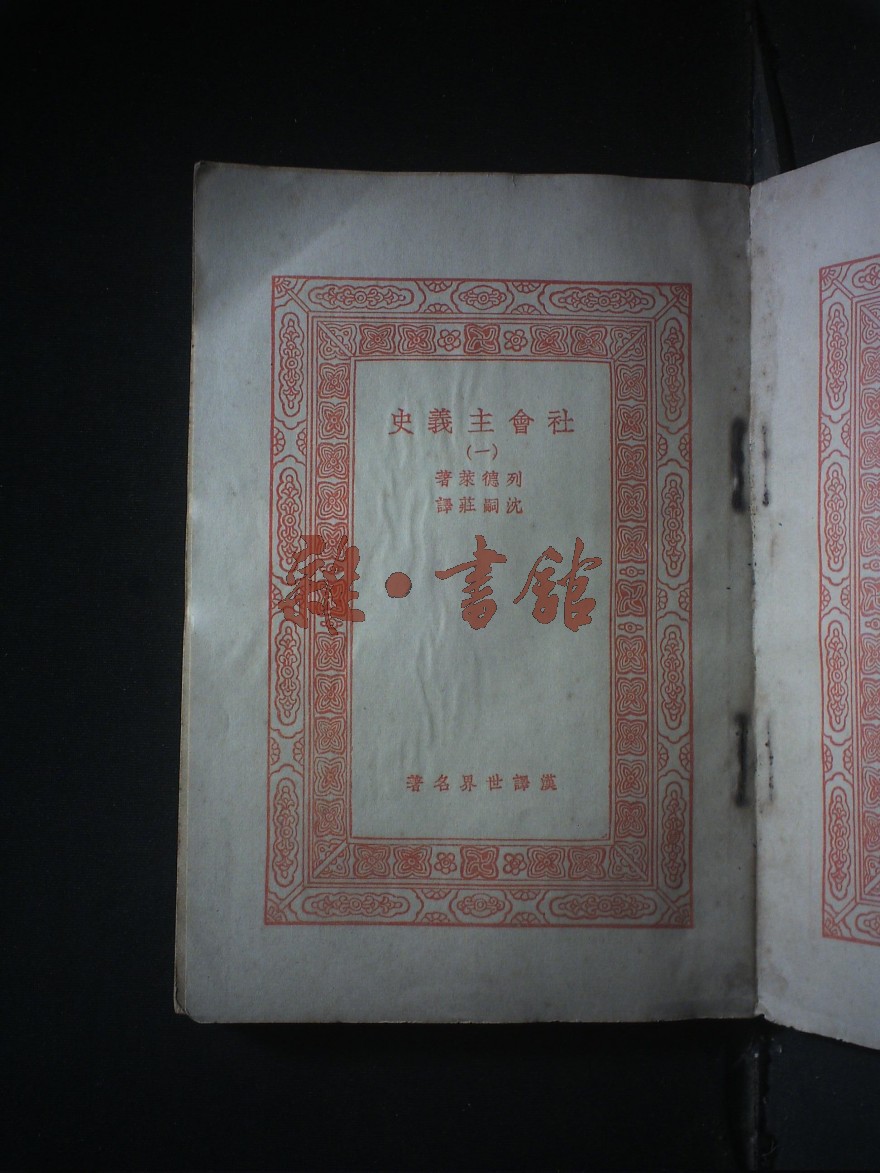 社會主義史
(一)
列德萊著
沈嗣莊譯
雜·書館
漢譯世界名著